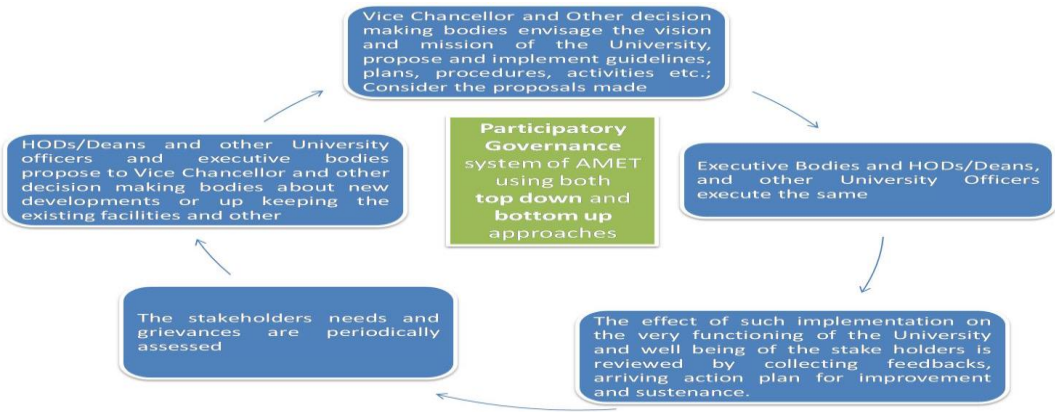 Vice Chancellor and Other decision
making bodies envisage the vision
and mission of the University,
propose and implement guidelines,
plans, procedures, activities etc.;
Consider the proposals made
Executive Bodies and HODs/Deans,
and other University Officers
execute the same
The effect of such implementation on
the very functioning of the University
and well being of the stake holders is
reviewed by collecting feedbacks,
arriving action plan for improvement
and sustenance.
The stakeholders needs and
grievances are periodically
assessed
HODs/Deans and other University
officers and executive bodies
propose to Vice Chancellor and other
decision making bodies about new
developments or up keeping the
existing facilities and other
Participatory
Governance
system of AMET
using both
top down and
bottom up
approaches